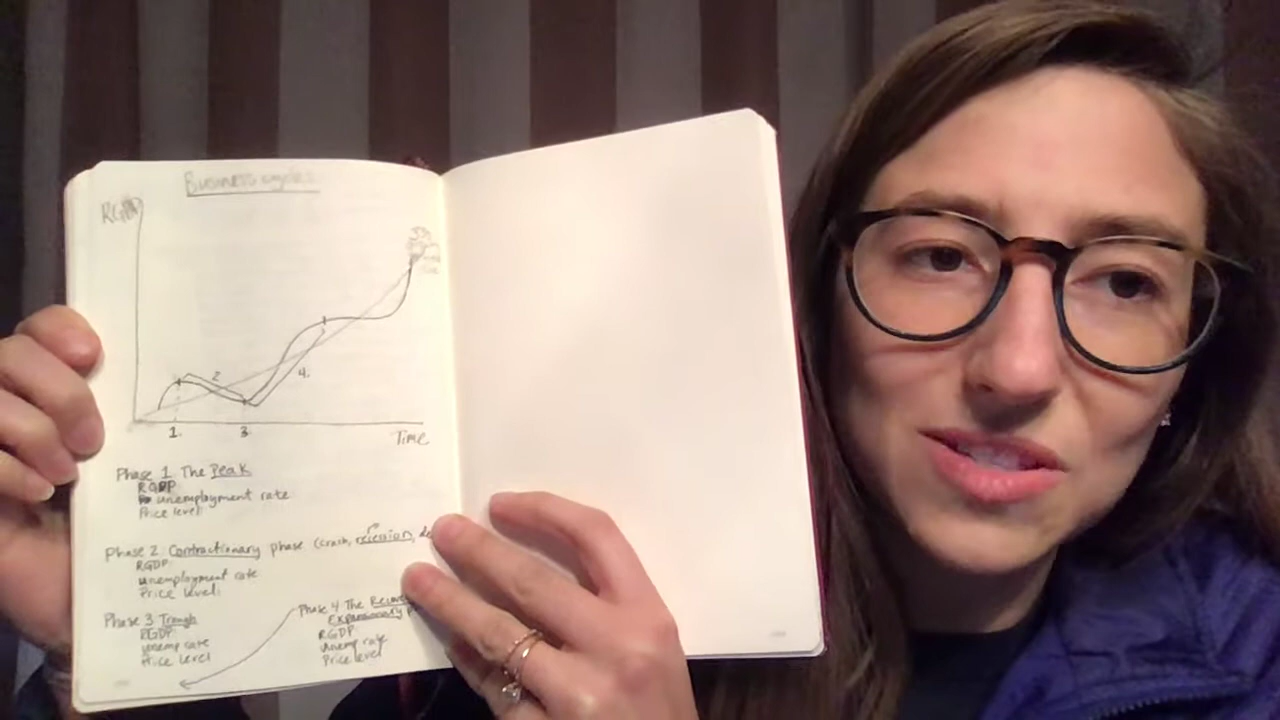 Business cycles
RGDP
2
4.
1.
3
Time
Phase 1 The Peak
RGDP
unemployment rate
Price level:
Phase 2 Contractionary phase (crash, recession,
RGDP
unemployment rate
Price level:
Phase 3 Trough
RGDP:
unemp rate
Price level
Phase 4 The
Expansionary
RGDP:
unemp rate
Price level